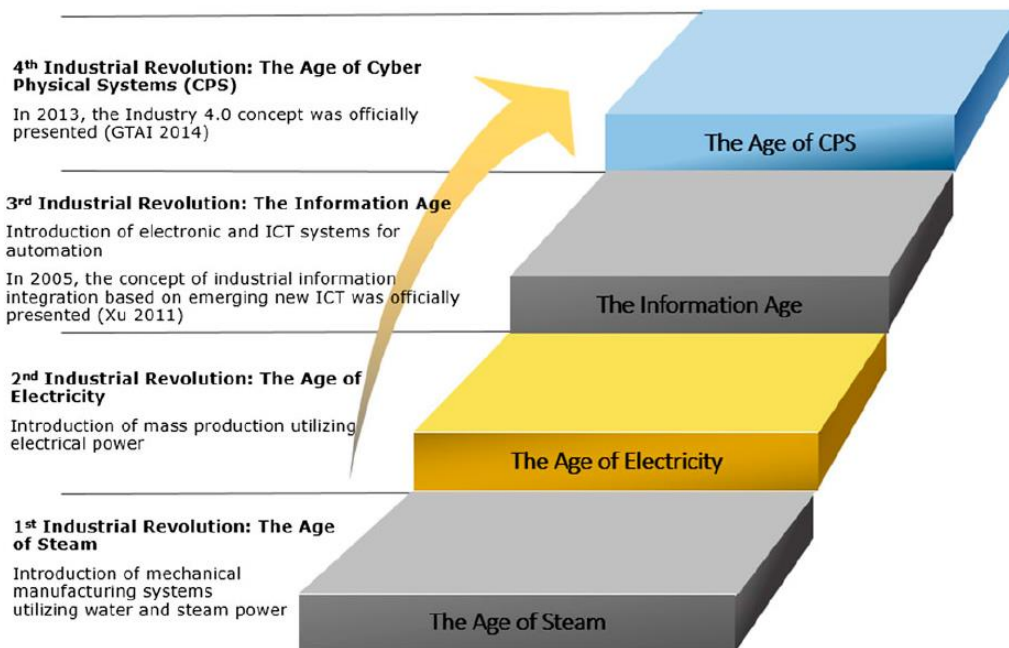 4th Industrial Revolution: The Age of Cyber
Physical Systems (CPS)
In 2013, the Industry 4.0 concept was officially
presented (GTAI 2014)
The Age of CPS
3rd Industrial Revolution: The Information Age
Introduction of electronic and ICT systems for
automation
In 2005, the concept of industrial information
integration based on emerging new ICT was officially
presented (Xu 2011)
The Information Age
2nd Industrial Revolution: The Age of
Electricity
Introduction of mass production utilizing
electrical power
The Age of Electricity
1st Industrial Revolution: The Age
of Steam
Introduction of mechanical
manufacturing systems
utilizing water and steam power
The Age of Steam